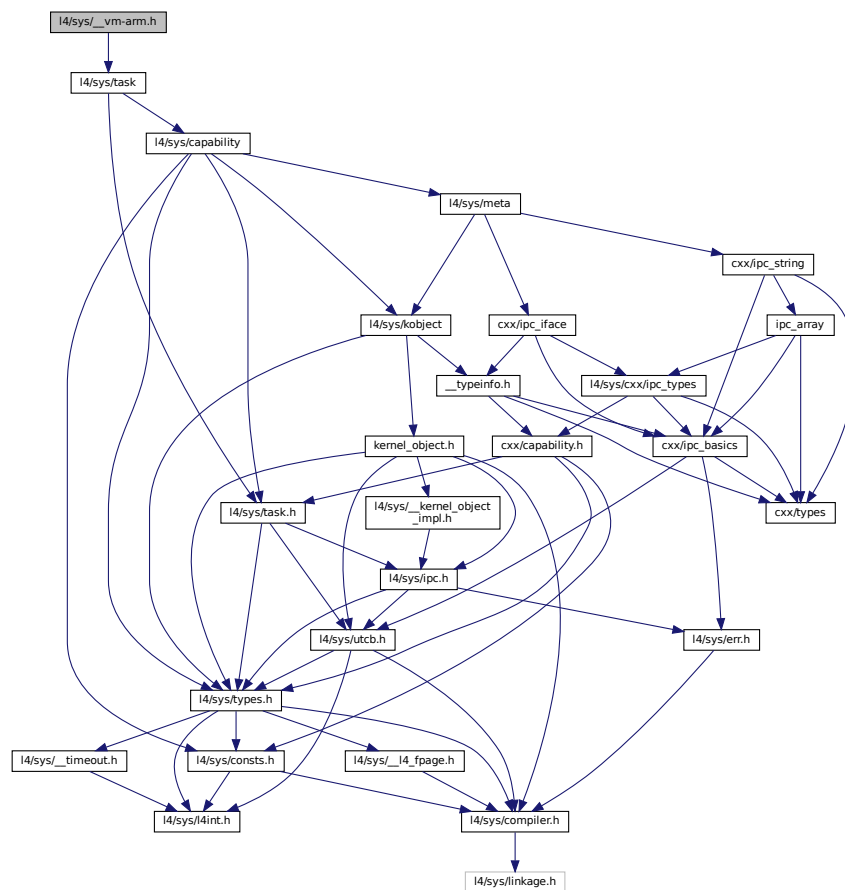 l4/sys/__vm-arm.h
l4/sys/task
l4/sys/capability
l4/sys/meta
cxx/ipc_string
l4/sys/kobject
cxx/ipc_iface
ipc_array
__typeinfo.h
l4/sys/cxx/ipc_types
kernel_object.h
cxx/capability.h
cxx/ipc_basics
l4/sys/task.h
l4/sys/__kernel_object
_impl.h
cxx/types
l4/sys/ipc.h
l4/sys/utcb.h
l4/sys/err.h
l4/sys/types.h
l4/sys/__timeout.h
l4/sys/consts.h
l4/sys/__l4_fpage.h
l4/sys/l4int.h
l4/sys/compiler.h
l4/sys/linkage.h